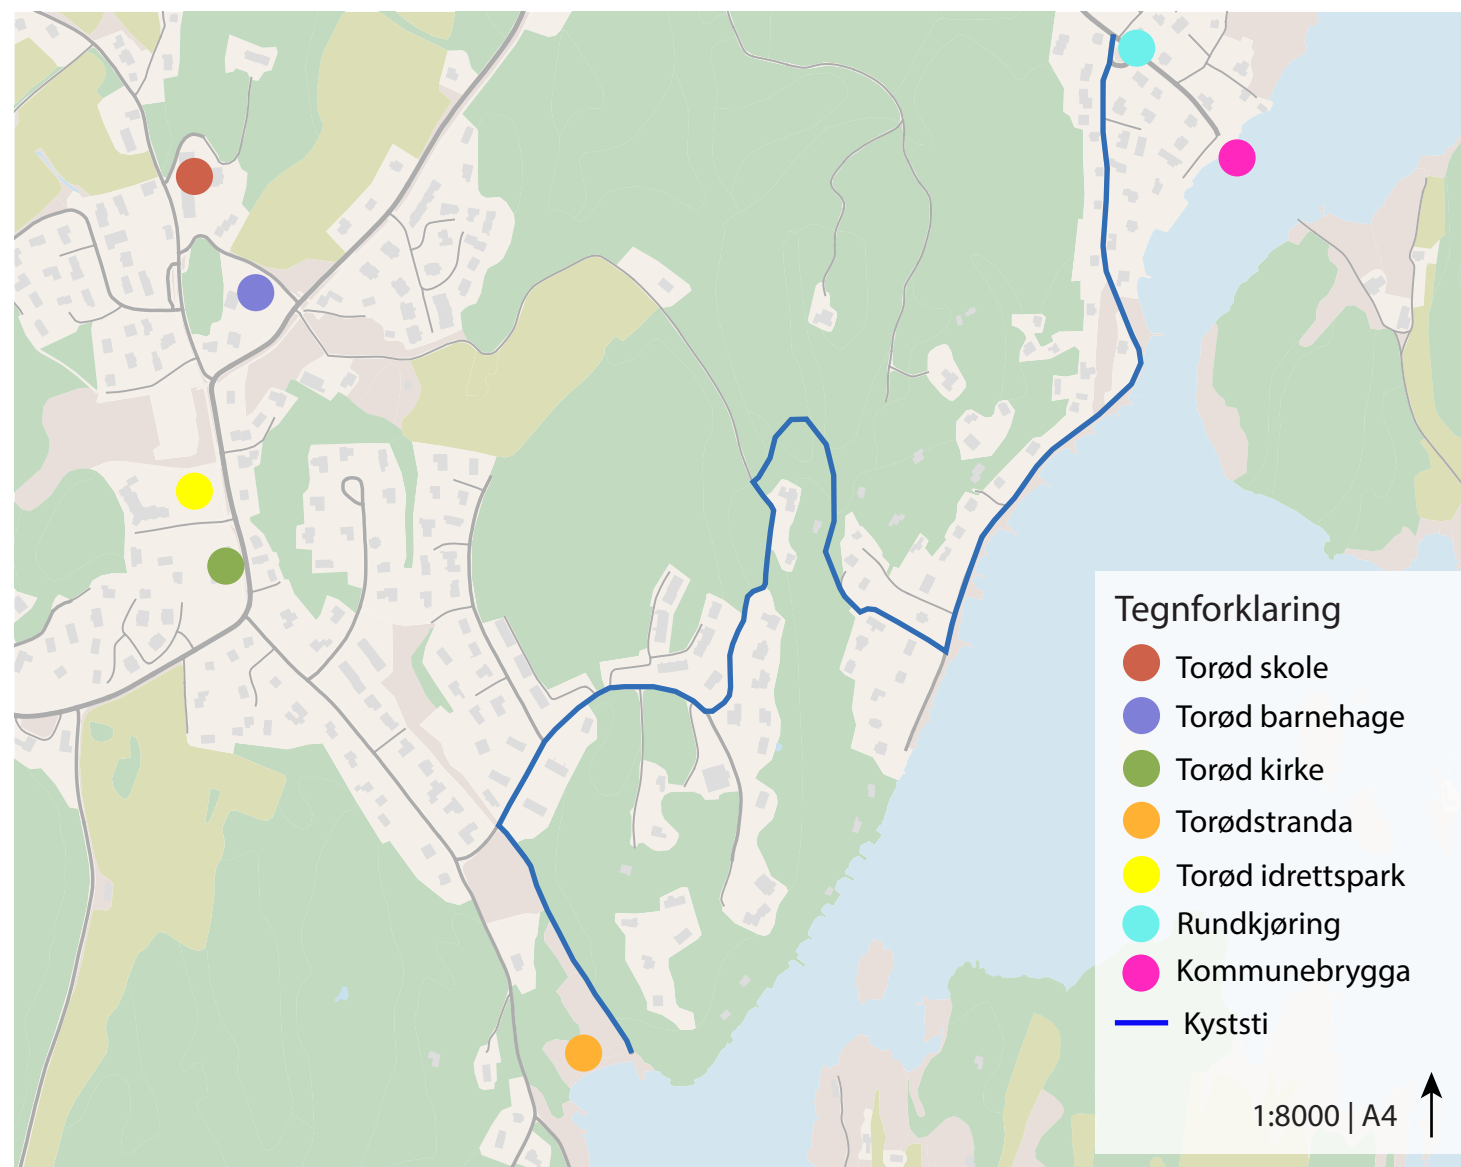 Tegnforklaring
Torød skole
Torød barnehage
Torød kirke
Torødstranda
Torød idrettspark
Rundkjøring
Kommunebrygga
Kyststi
1:8000 | A4